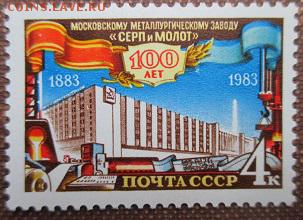 COINS.LAVE.RU
МОСКОВСКОМУ МЕТАЛЛУРГИЧЕСКОМУ ЗАВОДУ
«СЕРП И МОЛОТ»
100
ЛЕТ
1883
1983
ПОЧТА СССР
4К